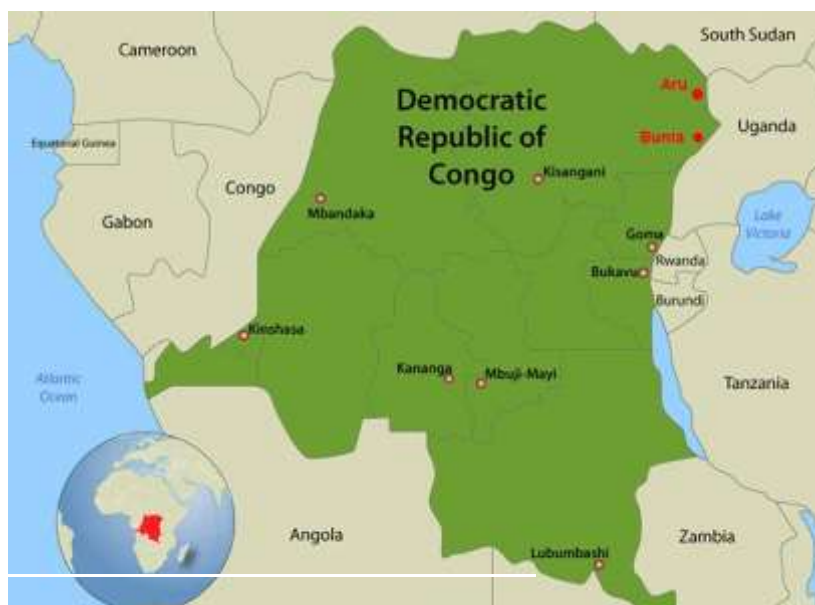 South Sudan
Cameroon
Aru
Democratic
Republic of
Congo
Uganda
Bunia
Equatorial Guinea
Kisangani
Congo
Mbandaka
Gabon
Lake
Victoria
Goma
Rwanda
Bukavu
Burundi
Kinshasa
Kananga
Mbuji-Mayi
Atlantic
Ocean
Tanzania
Angola
Zambia
Lubumbashi